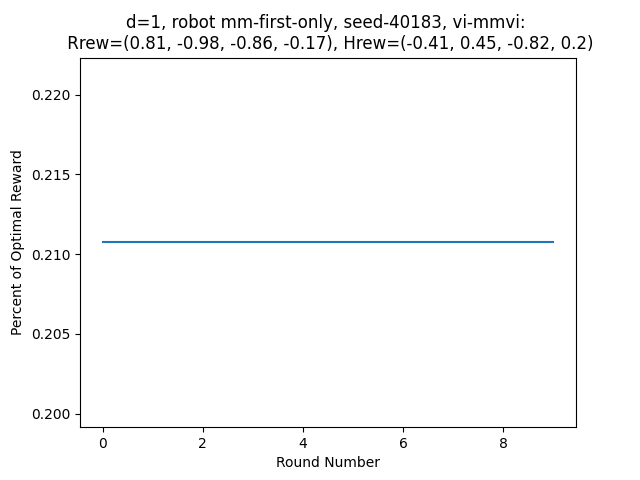 d=1, robot mm-first-only, seed-40183, vi-mmvi:
Rrew=(0.81, -0.98, -0.86, -0.17), Hrew=(-0.41, 0.45, -0.82, 0.2)
0.220
0.215
0.210
0.205
0.200
Percent of Optimal Reward
0 2 4 6 8
Round Number